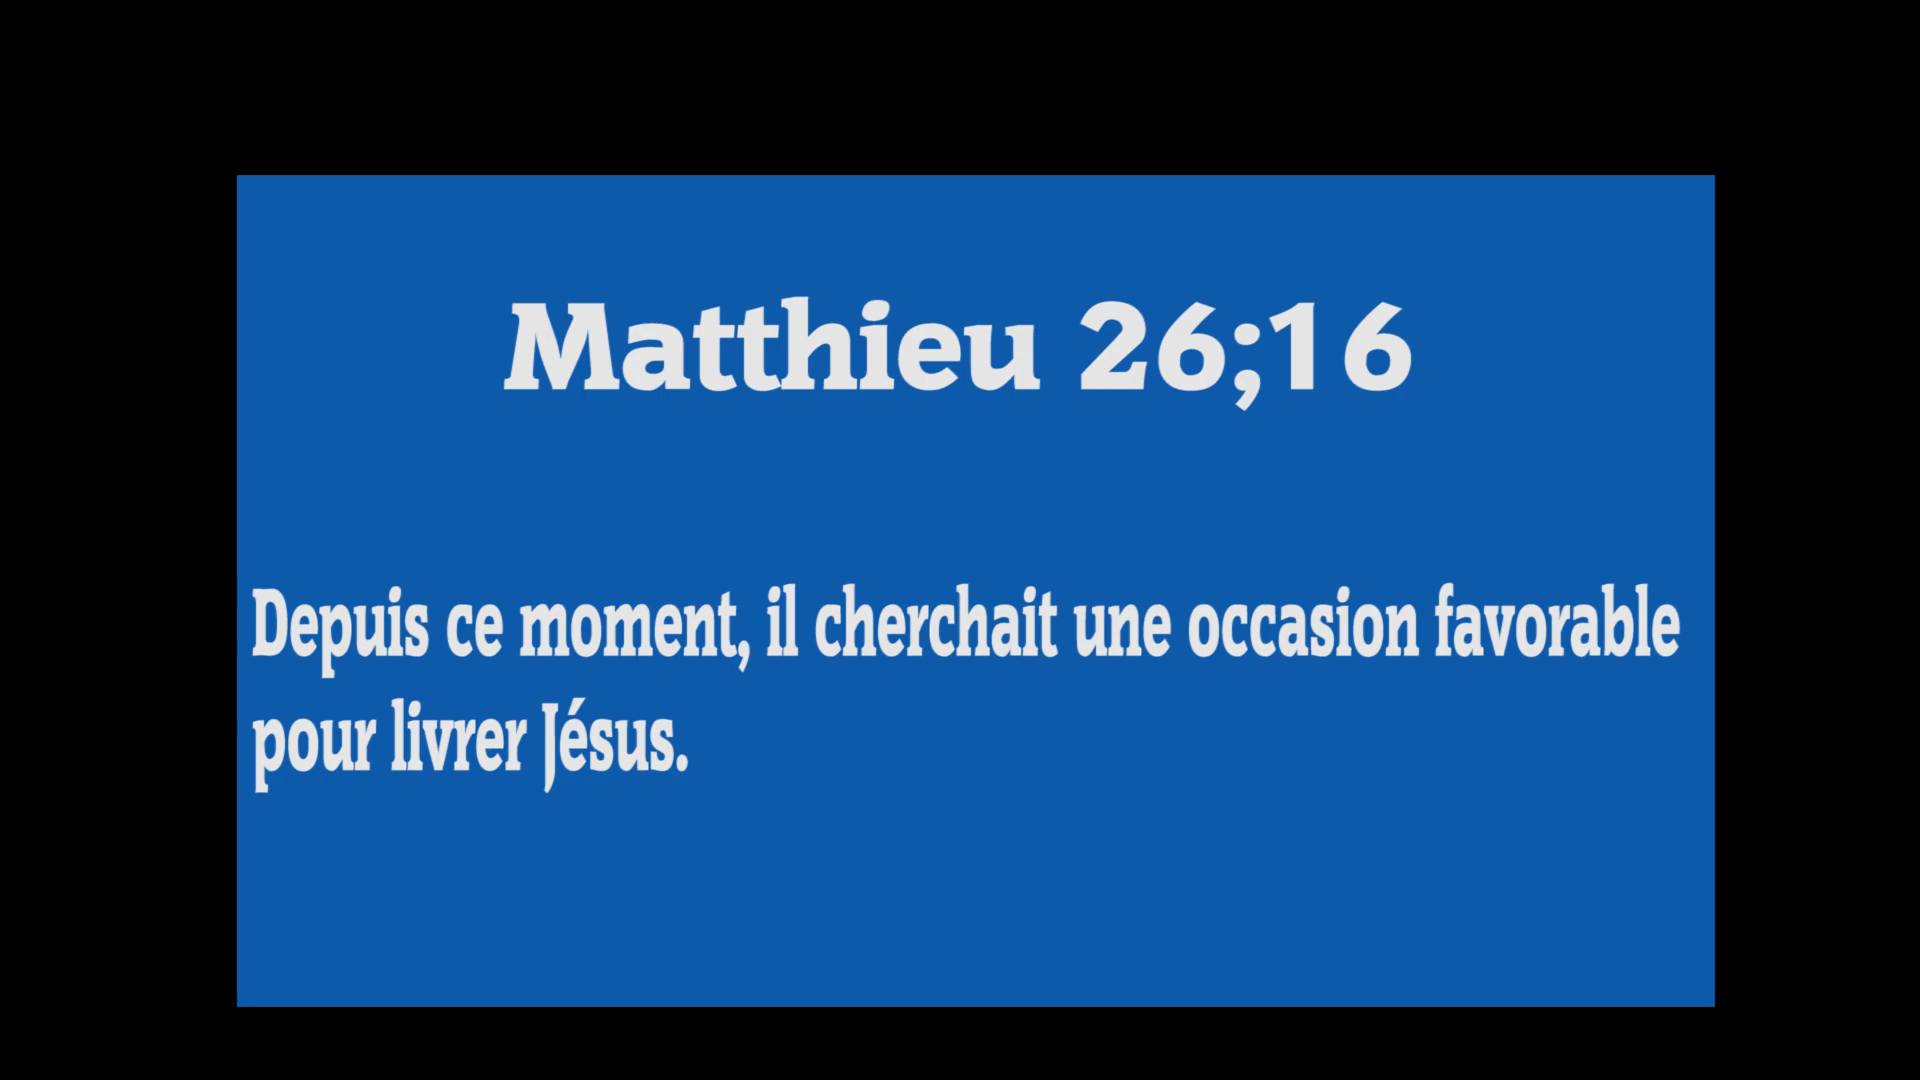 Matthieu 26;16
Depuis ce moment, il cherchait une occasion favorable
pour livrer Jésus.